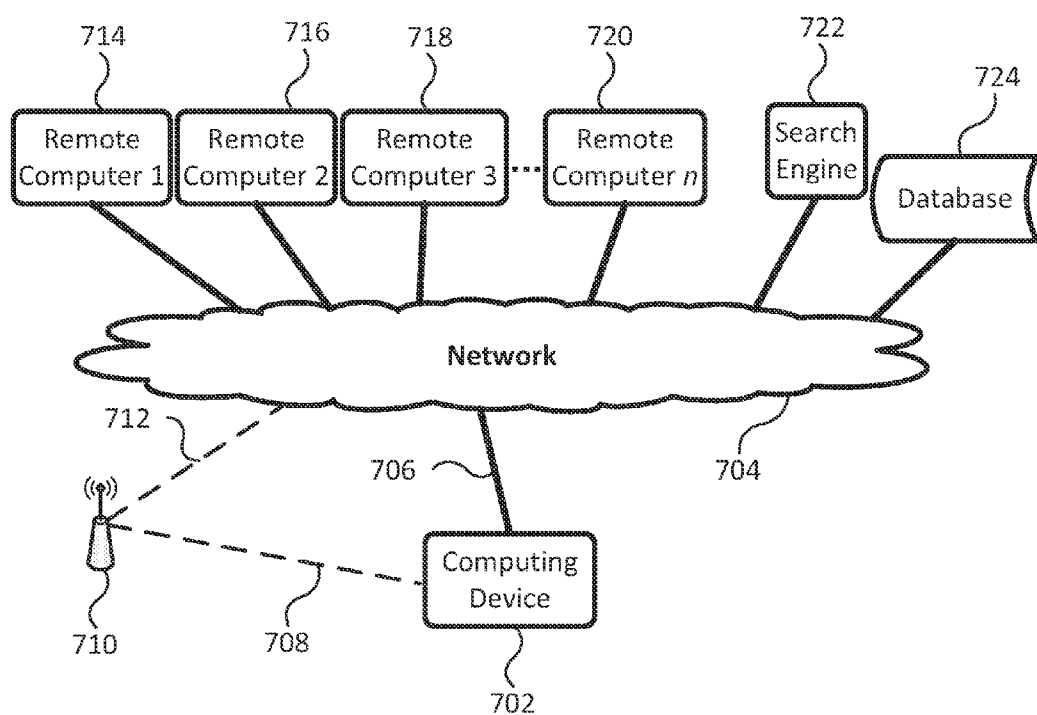 714
716
718
720
722
724
Remote
Computer 1
Remote
Computer 2
Remote
Computer 3
....
Remote
Computer n
Search
Engine
Database
Network
712
706
704
710
708
Computing
Device
702